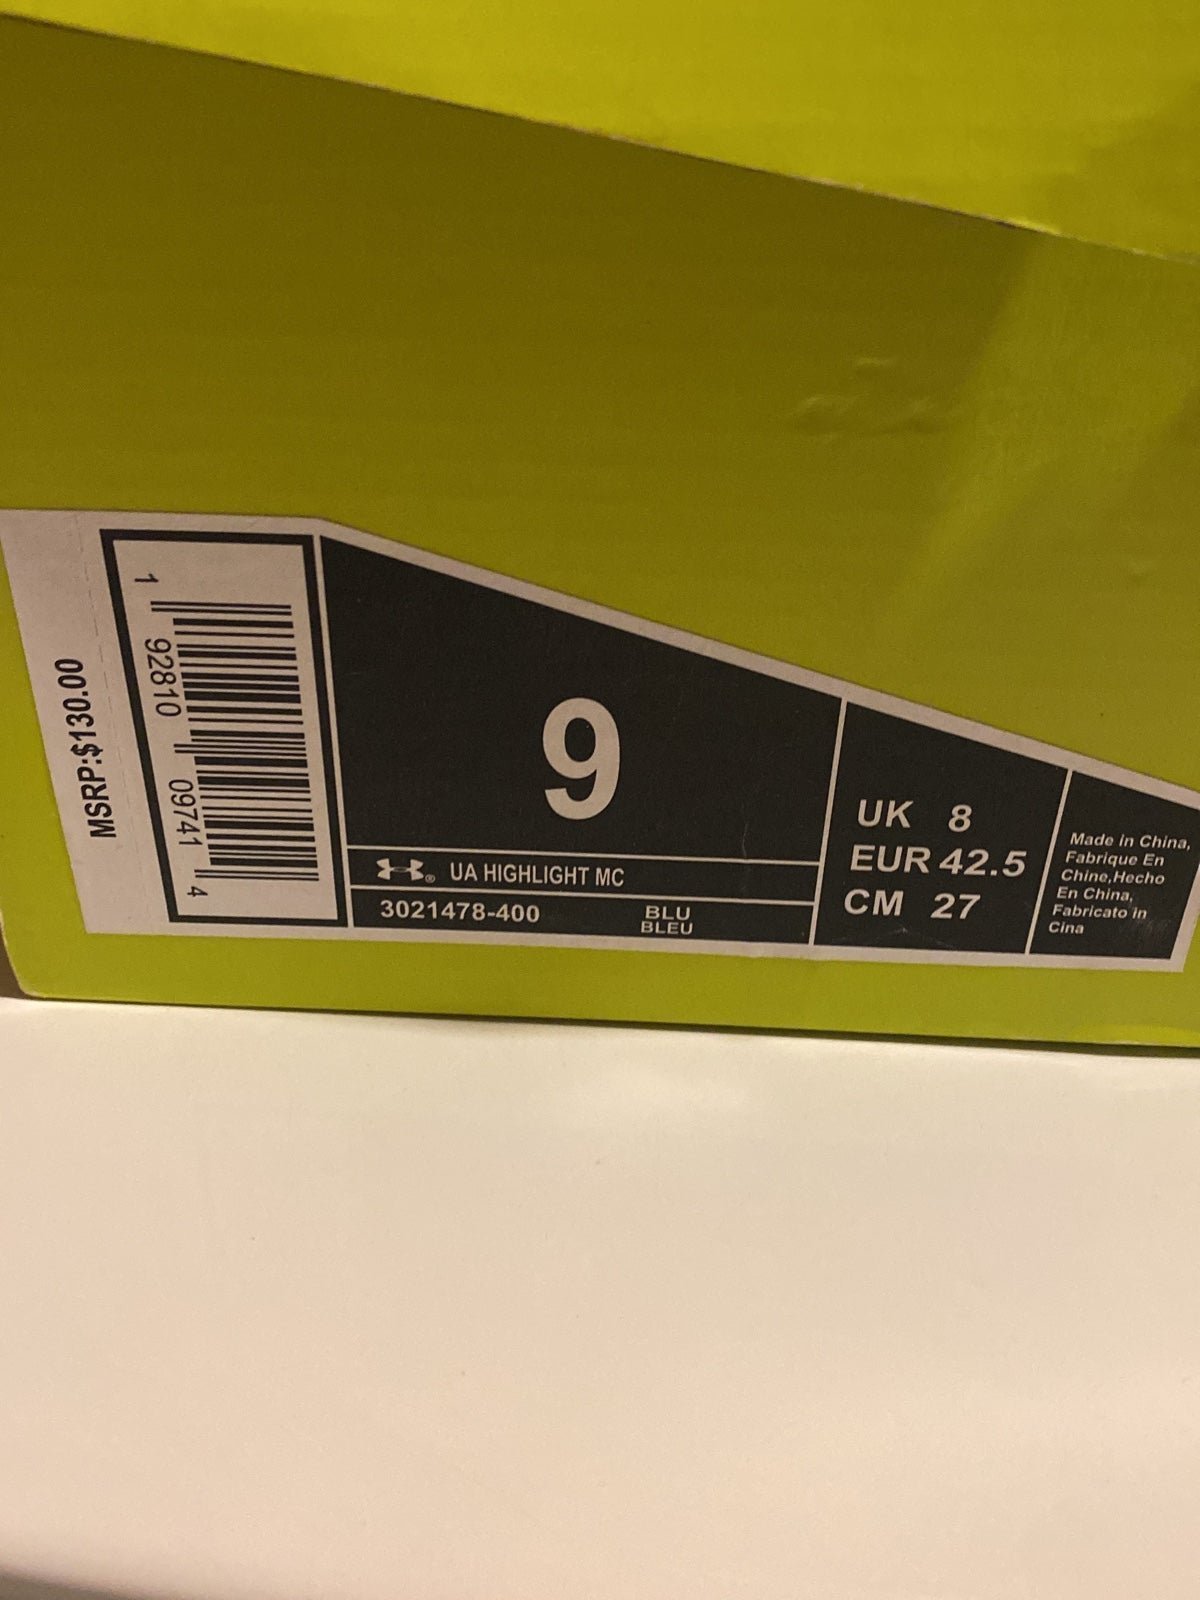 MSRP:$130.00
1 92810 09741 4
9
® UA HIGHLIGHT MC
3021478-400
BLU
BLEU
UK 8
EUR 42.5
CM 27
Made in China,
Fabrique En
Chine,Hecho
En China,
Fabricato in
Cina